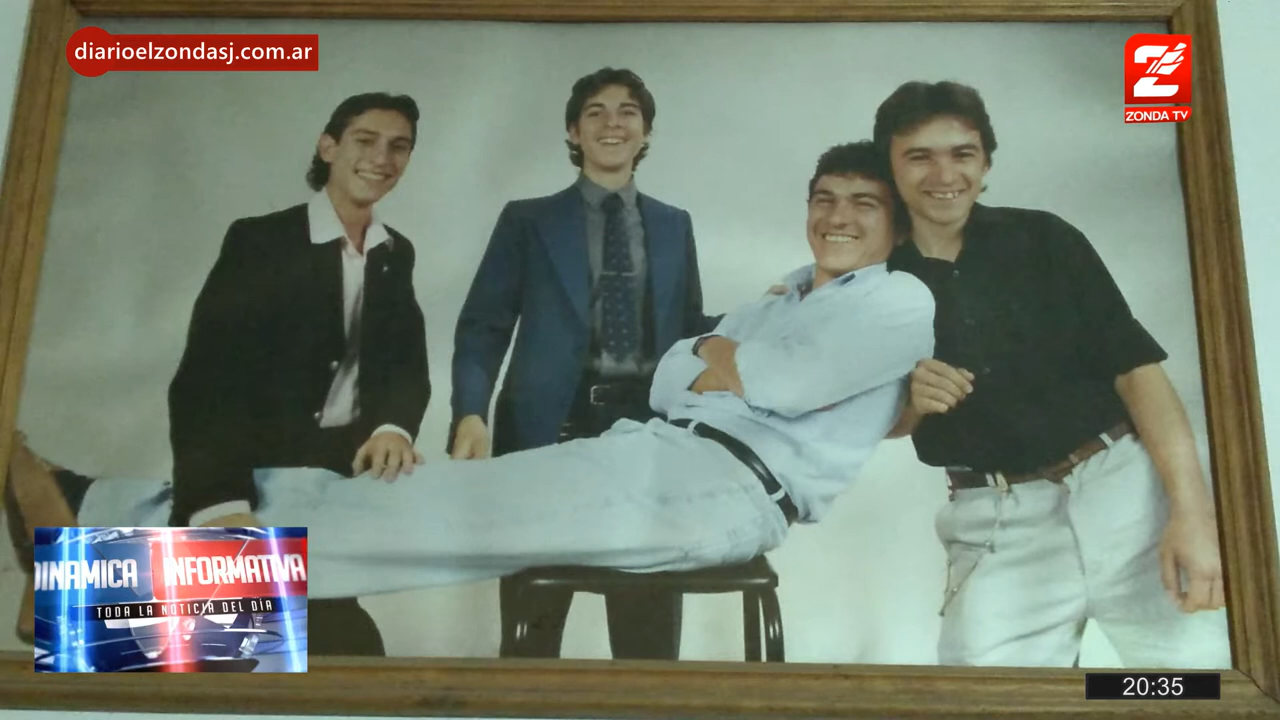 diarioelzondasj.com.ar
ZONDA TV
DINAMICA INFORMATIVA
TODA LA NOTICIA DEL DÍA
20:35